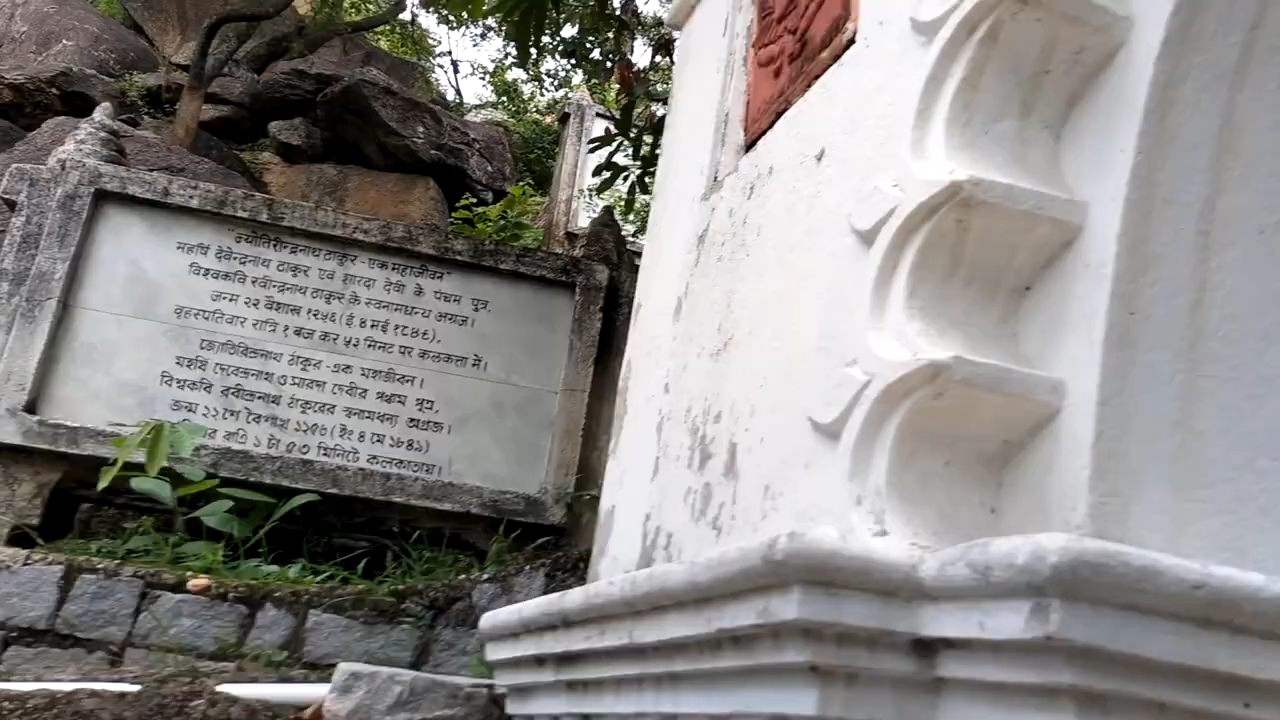 "ज्योतिरीन्द्रनाथ ठाकुर - एक महाजीवन"
महर्षि देवेन्द्रनाथ ठाकुर एवं शारदा देवी के पंचम पुत्र,
विश्वकवि रवीन्द्रनाथ ठाकुर के स्वनामधन्य अग्रज।
जन्म २२ वैशाख १२५६ (ई. ४ मई १८४९),
वृहस्पतिवार रात्रि १ बज कर ५३ मिनट पर कलकत्ता में।
জ্যোতিরিন্দ্রনাথ ঠাকুর - এক মহাজীবন।
মহর্ষি দেবেন্দ্রনাথ ও সারদা দেবীর পঞ্চম পুত্র,
বিশ্বকবি রবীন্দ্রনাথ ঠাকুরের স্বনামধন্য অগ্রজ।
জন্ম ২২শে বৈশাখ ১২৫৬ (ইং ৪ মে ১৮৪৯)
রাত্রি ১ টা ৫৩ মিনিটে কলকাতায়।